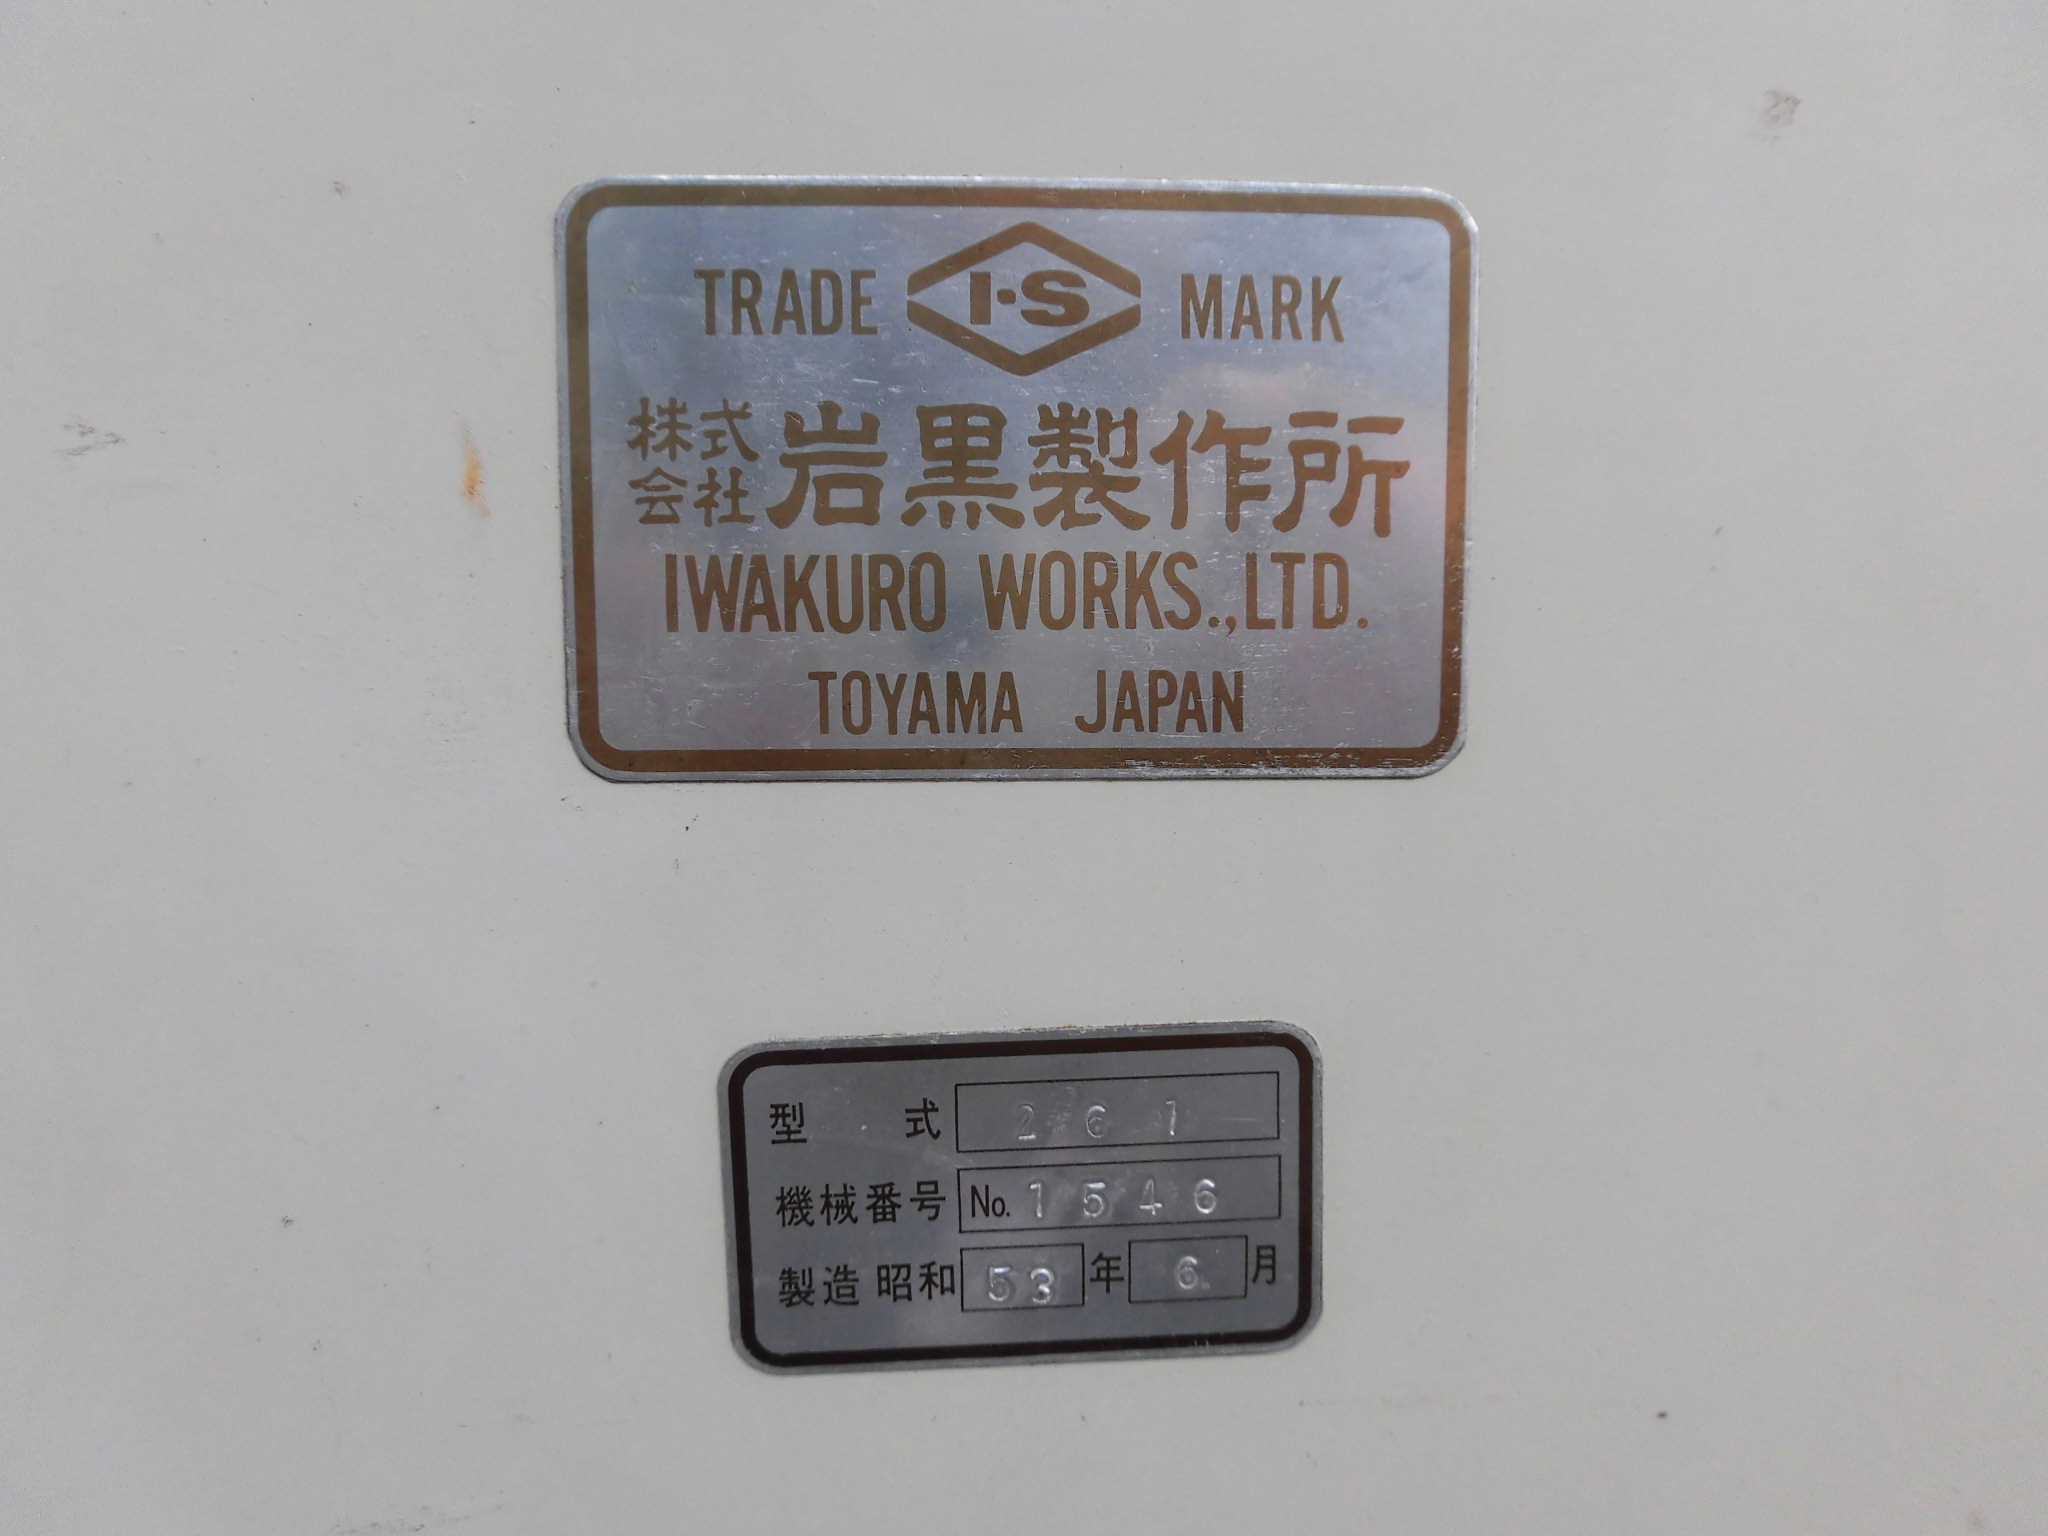 TRADE I·S MARK
株式会社 岩黒製作所
IWAKURO WORKS.,LTD.
TOYAMA JAPAN
型 式 261
機械番号 No. 1546
製造 昭和 53 年 6 月